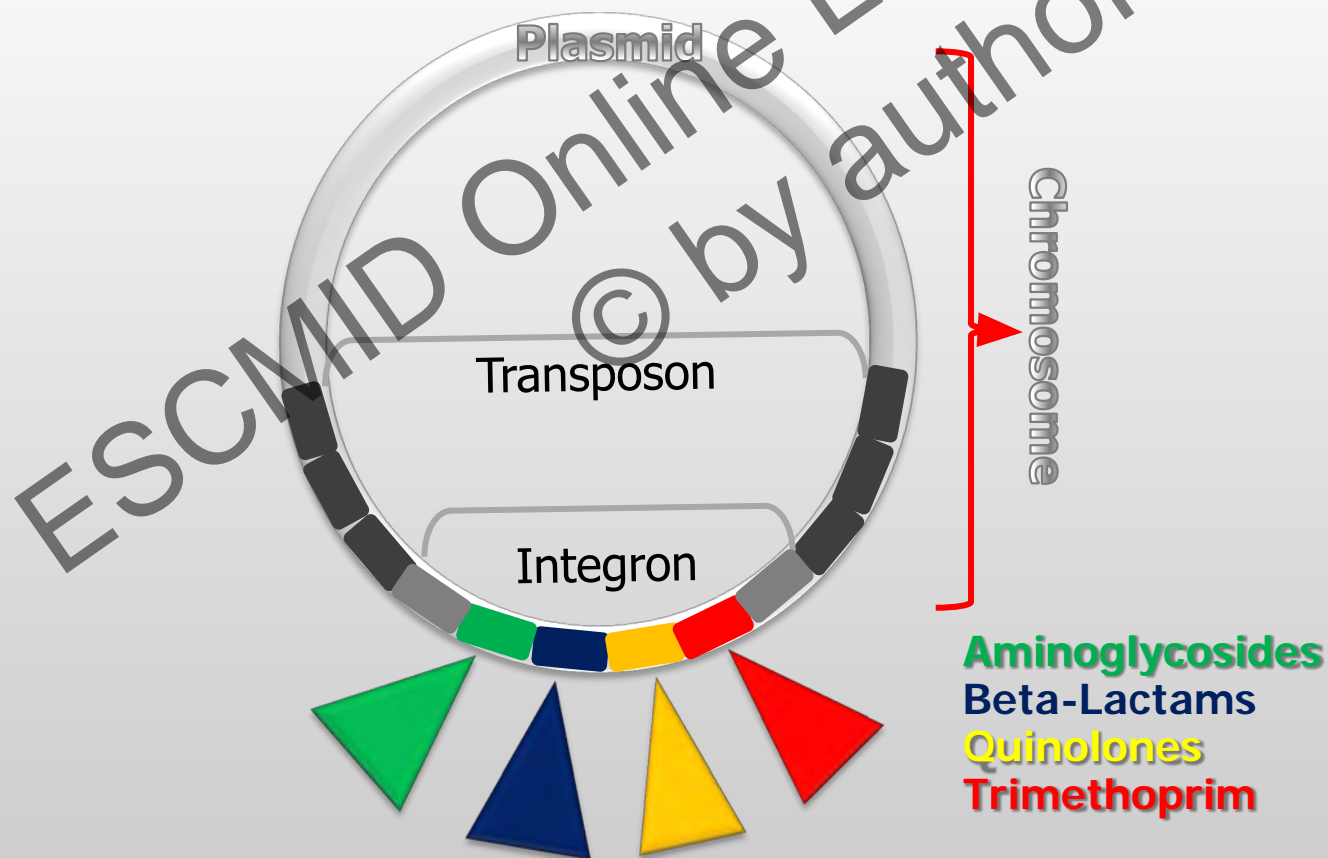 Plasmid
ESCMID Online
© by author
Chromosome
Transposon
Integron
Aminoglycosides
Beta-Lactams
Quinolones
Trimethoprim